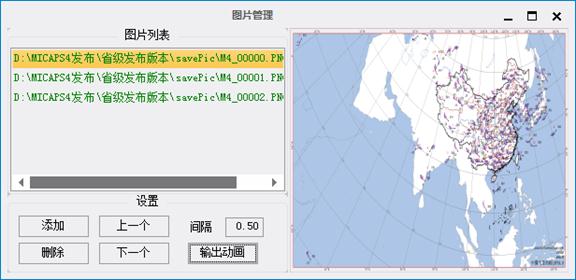 图片管理
图片列表
D:\MICAPS4发布\省级发布版本\savePic\M4_00000.PN
D:\MICAPS4发布\省级发布版本\savePic\M4_00001.PN
D:\MICAPS4发布\省级发布版本\savePic\M4_00002.PN
设置
添加 上一个 间隔 0.50
删除 下一个 输出动画